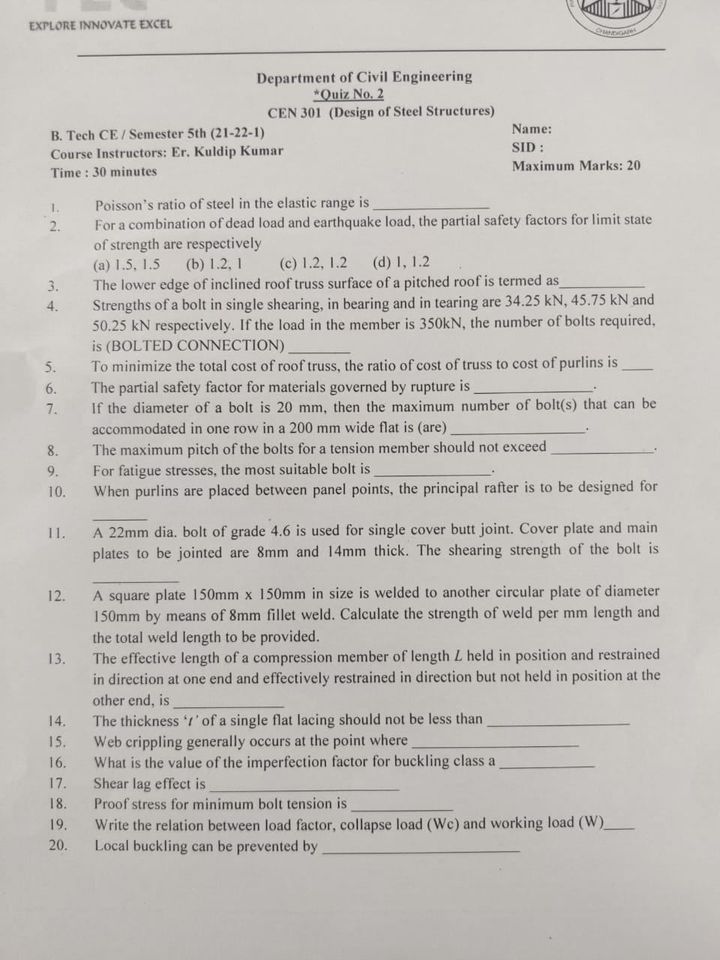 EXPLORE INNOVATE EXCEL
CHANDIGARH
Department of Civil Engineering
*Quiz No. 2
CEN 301 (Design of Steel Structures)
B. Tech CE / Semester 5th (21-22-1)
Name:
Course Instructors: Er. Kuldip Kumar
SID :
Time : 30 minutes
Maximum Marks: 20
1. Poisson's ratio of steel in the elastic range is ____________
2. For a combination of dead load and earthquake load, the partial safety factors for limit state
of strength are respectively
(a) 1.5, 1.5 (b) 1.2, 1 (c) 1.2, 1.2 (d) 1, 1.2
3. The lower edge of inclined roof truss surface of a pitched roof is termed as_________
4. Strengths of a bolt in single shearing, in bearing and in tearing are 34.25 kN, 45.75 kN and
50.25 kN respectively. If the load in the member is 350kN, the number of bolts required,
is (BOLTED CONNECTION) _______
5. To minimize the total cost of roof truss, the ratio of cost of truss to cost of purlins is ____
6. The partial safety factor for materials governed by rupture is _____________.
7. If the diameter of a bolt is 20 mm, then the maximum number of bolt(s) that can be
accommodated in one row in a 200 mm wide flat is (are) _______________.
8. The maximum pitch of the bolts for a tension member should not exceed ___________.
9. For fatigue stresses, the most suitable bolt is _____________.
10. When purlins are placed between panel points, the principal rafter is to be designed for
______
11. A 22mm dia. bolt of grade 4.6 is used for single cover butt joint. Cover plate and main
plates to be jointed are 8mm and 14mm thick. The shearing strength of the bolt is
_________
12. A square plate 150mm x 150mm in size is welded to another circular plate of diameter
150mm by means of 8mm fillet weld. Calculate the strength of weld per mm length and
the total weld length to be provided.
13. The effective length of a compression member of length L held in position and restrained
in direction at one end and effectively restrained in direction but not held in position at the
other end, is ____________
14. The thickness 't' of a single flat lacing should not be less than ________________
15. Web crippling generally occurs at the point where __________________
16. What is the value of the imperfection factor for buckling class a __________
17. Shear lag effect is _____________________
18. Proof stress for minimum bolt tension is ___________
19. Write the relation between load factor, collapse load (Wc) and working load (W)____
20. Local buckling can be prevented by ______________________